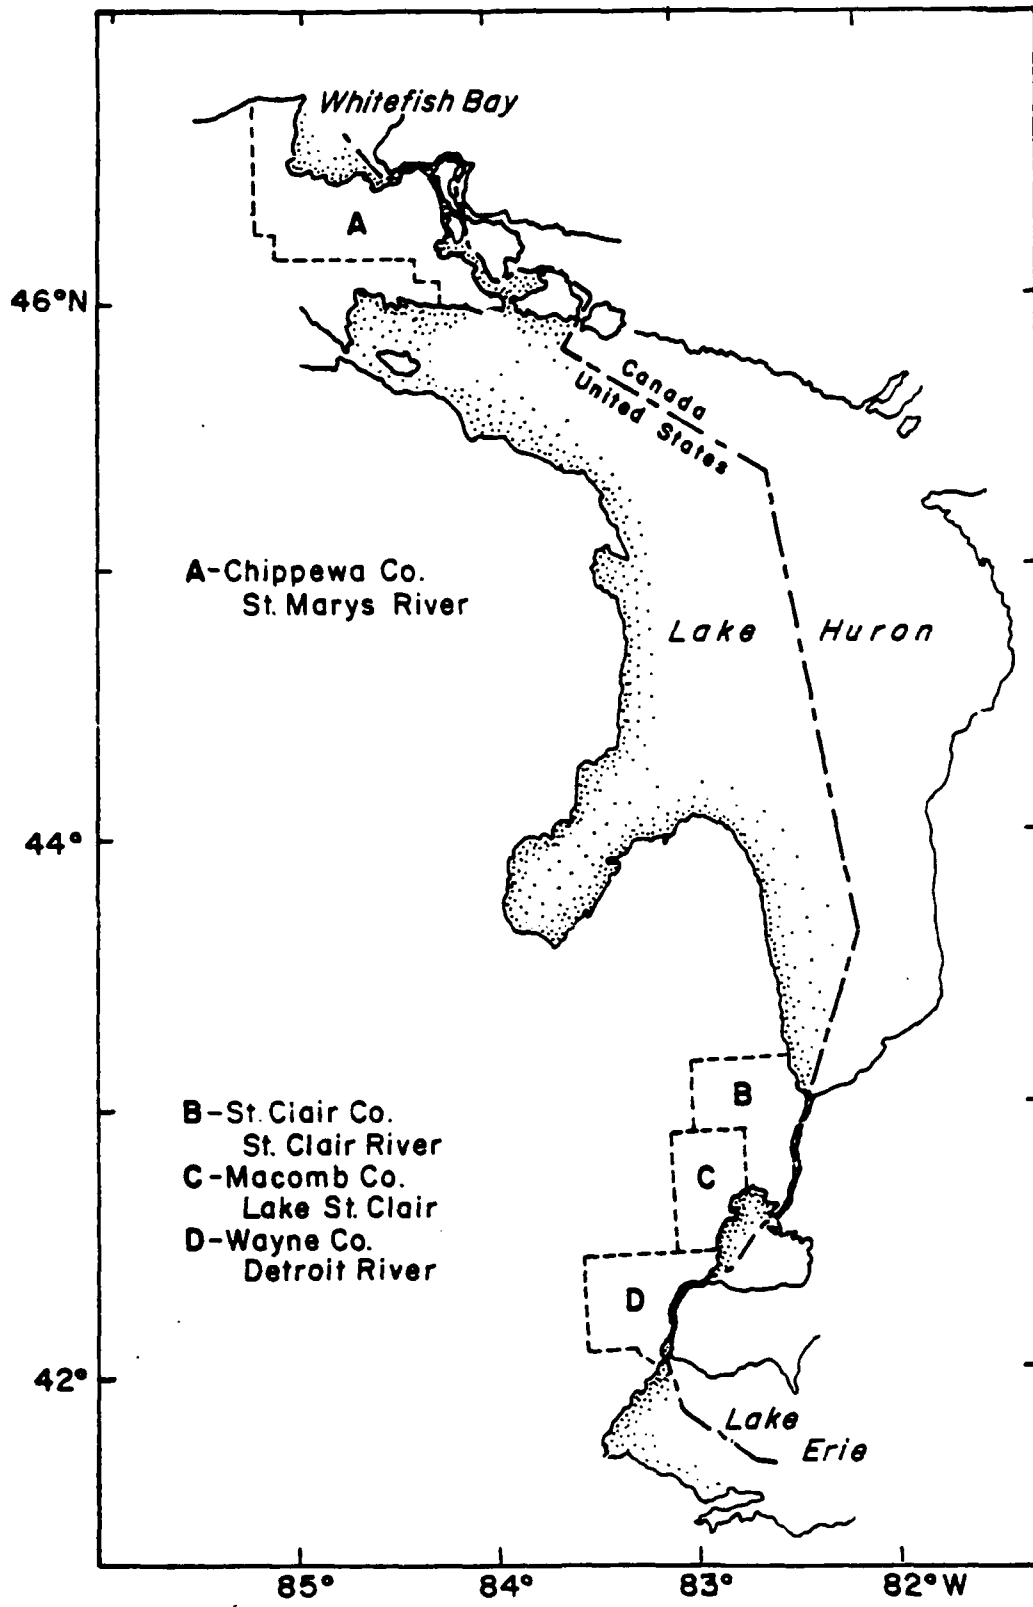 Whitefish Bay
A
46°N
Canada
United States
A-Chippewa Co.
St. Marys River
Lake Huron
44°
B
B-St. Clair Co.
St. Clair River
C-Macomb Co.
C
Lake St. Clair
D-Wayne Co.
Detroit River
D
42°
Lake
Erie
85° 84° 83° 82°W